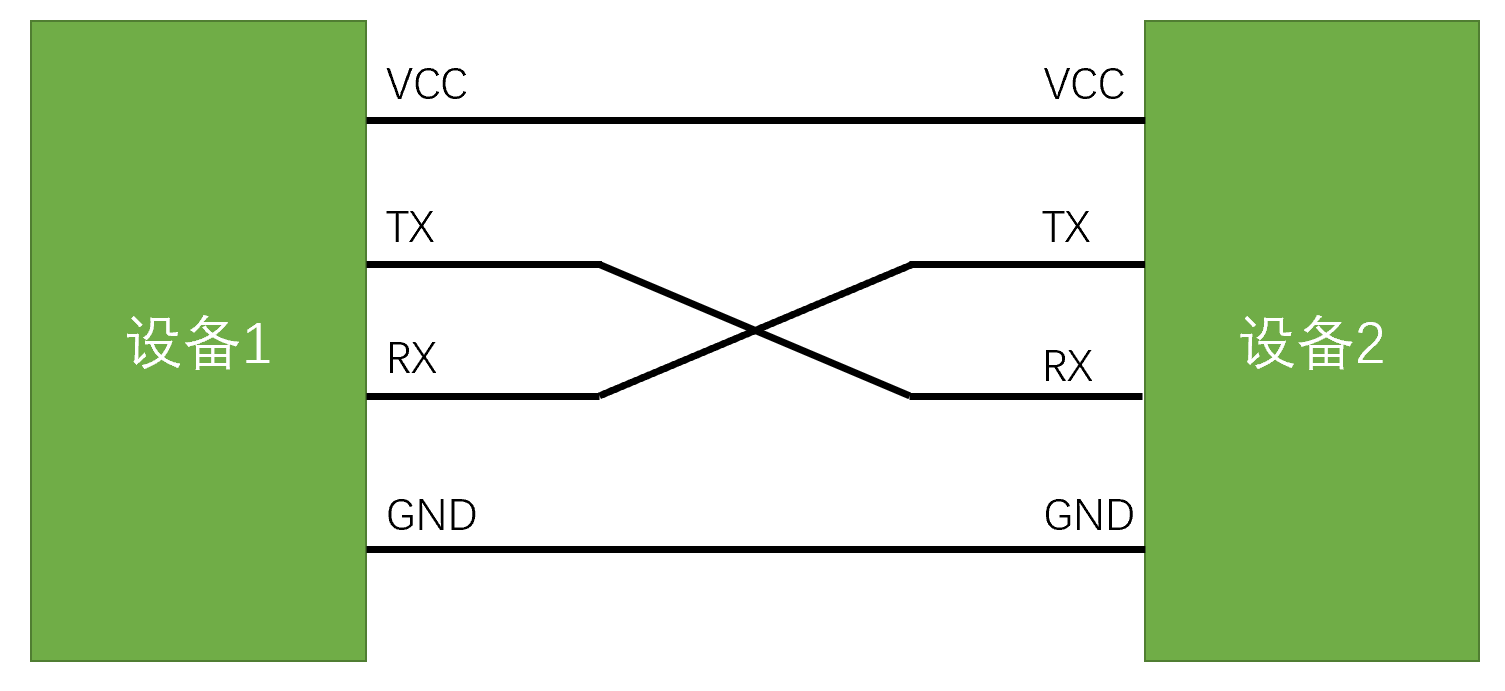 VCC
VCC
TX
TX
设备1
RX
RX
设备2
GND
GND